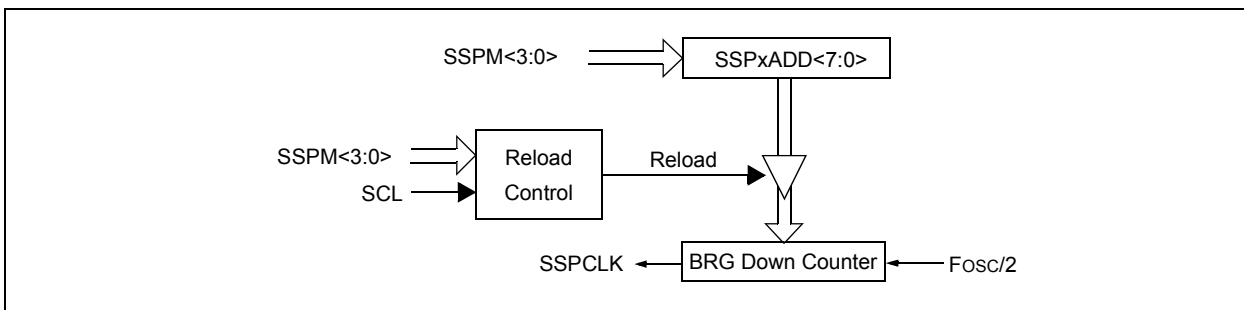 SSPM<3:0>
SSPxADD<7:0>
SSPM<3:0>
SCL
Reload
Control
Reload
SSPCLK
BRG Down Counter
FOSC/2